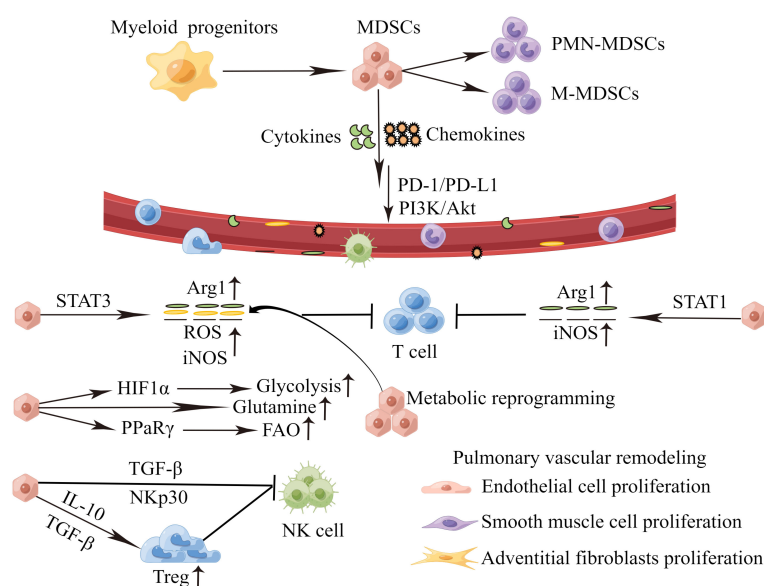 Myeloid progenitors
MDSCs
PMN-MDSCs
M-MDSCs
Cytokines
Chemokines
PD-1/PD-L1
PI3K/Akt
STAT3
Arg1
ROS
iNOS
T cell
Arg1
iNOS
STAT1
HIF1α
Glycolysis
Glutamine
PPaRγ
FAO
Metabolic reprogramming
TGF-β
NKp30
IL-10
TGF-β
NK cell
Treg
Pulmonary vascular remodeling
Endothelial cell proliferation
Smooth muscle cell proliferation
Adventitial fibroblasts proliferation